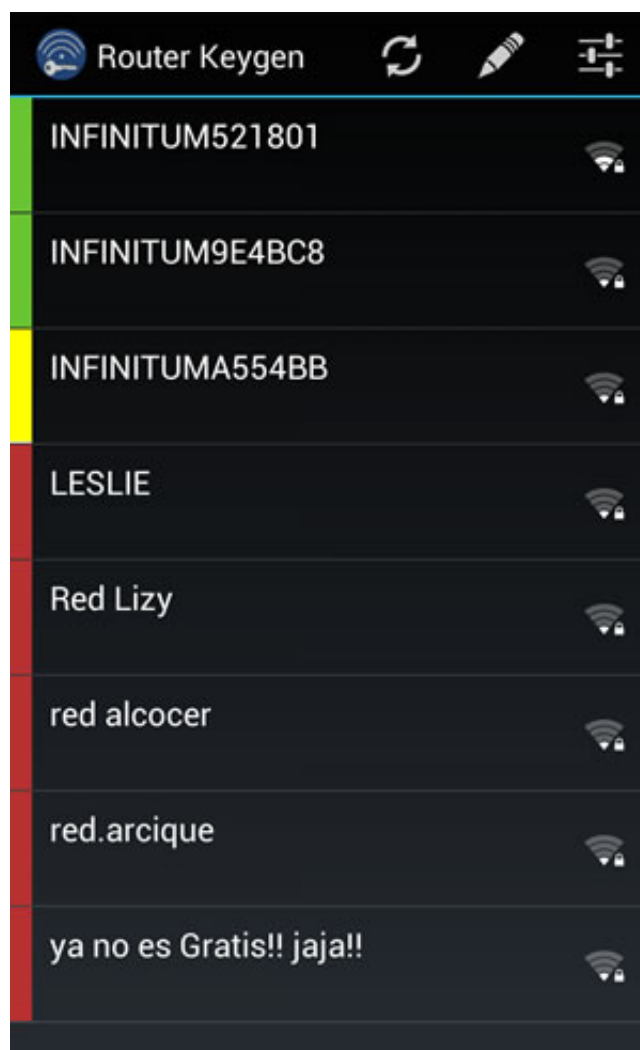 Router Keygen
INFINITUM521801
INFINITUM9E4BC8
INFINITUMA554BB
LESLIE
Red Lizy
red alcocer
red.arcique
ya no es Gratis!! jaja!!